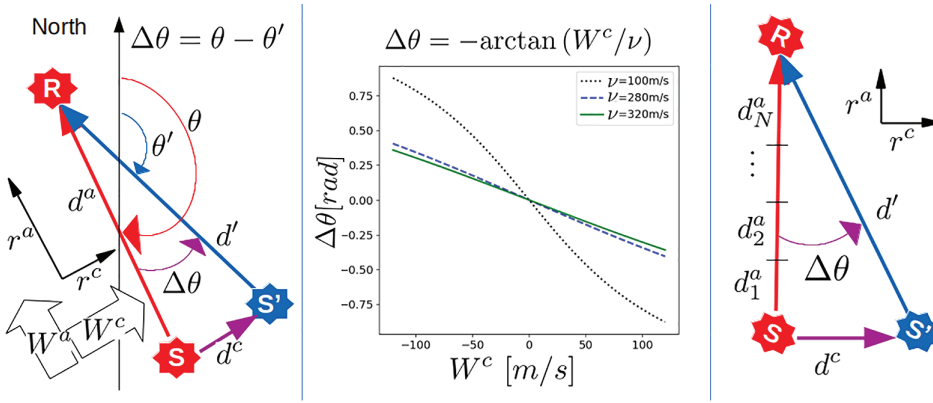 North
Δθ = θ − θ′
R
θ
θ′
d^a
d′
r^a
r^c
Δθ
W^a
W^c
S
S'
d^c
Δθ = −arctan (W^c/ν)
ν=100m/s
ν=280m/s
ν=320m/s
0.75
0.50
0.25
0.00
−0.25
−0.50
−0.75
Δθ[rad]
−100
−50
0
50
100
W^c [m/s]
R
r^a
r^c
d^a_N
⋮
d^a_2
d^a_1
d′
Δθ
S
S'
d^c